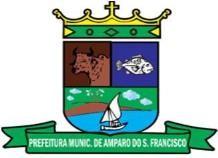 PREFEITURA MUNIC. DE AMPARO DO S. FRANCISCO